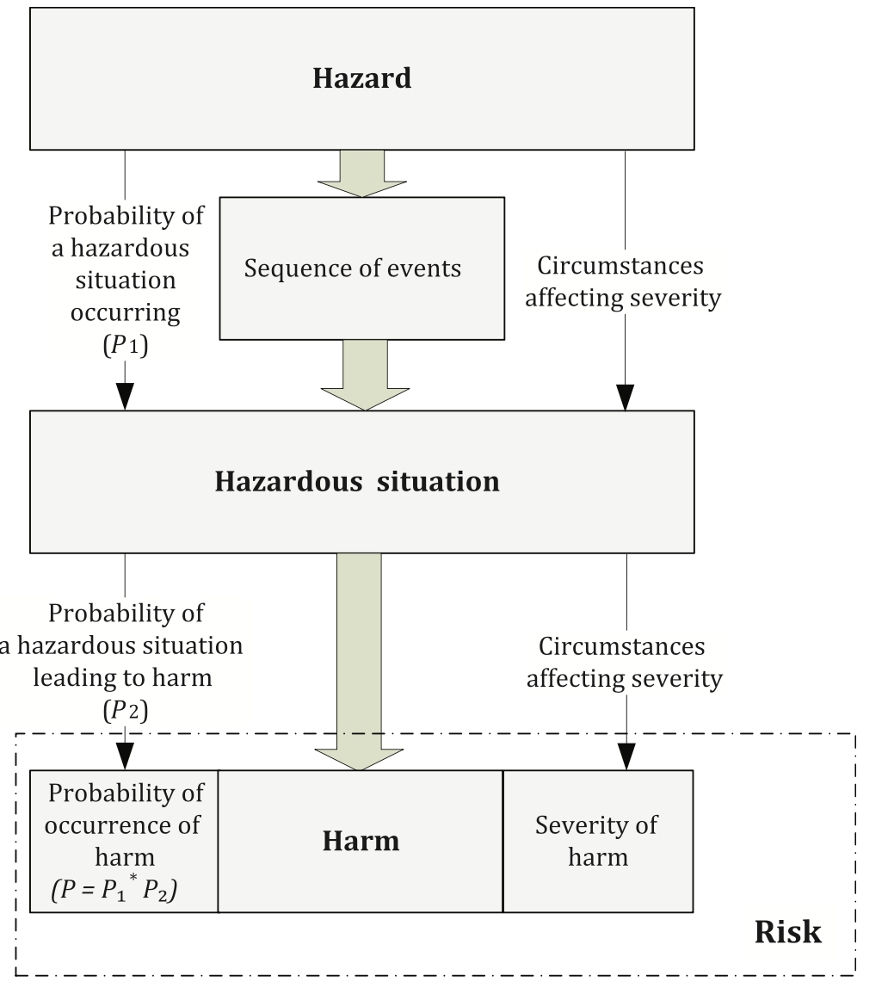 Hazard
Probability of
a hazardous
situation
occurring
(P1)
Sequence of events
Circumstances
affecting severity
Hazardous situation
Probability of
a hazardous situation
leading to harm
(P2)
Circumstances
affecting severity
Probability of
occurrence of
harm
(P = P₁ * P₂)
Harm
Severity of
harm
Risk